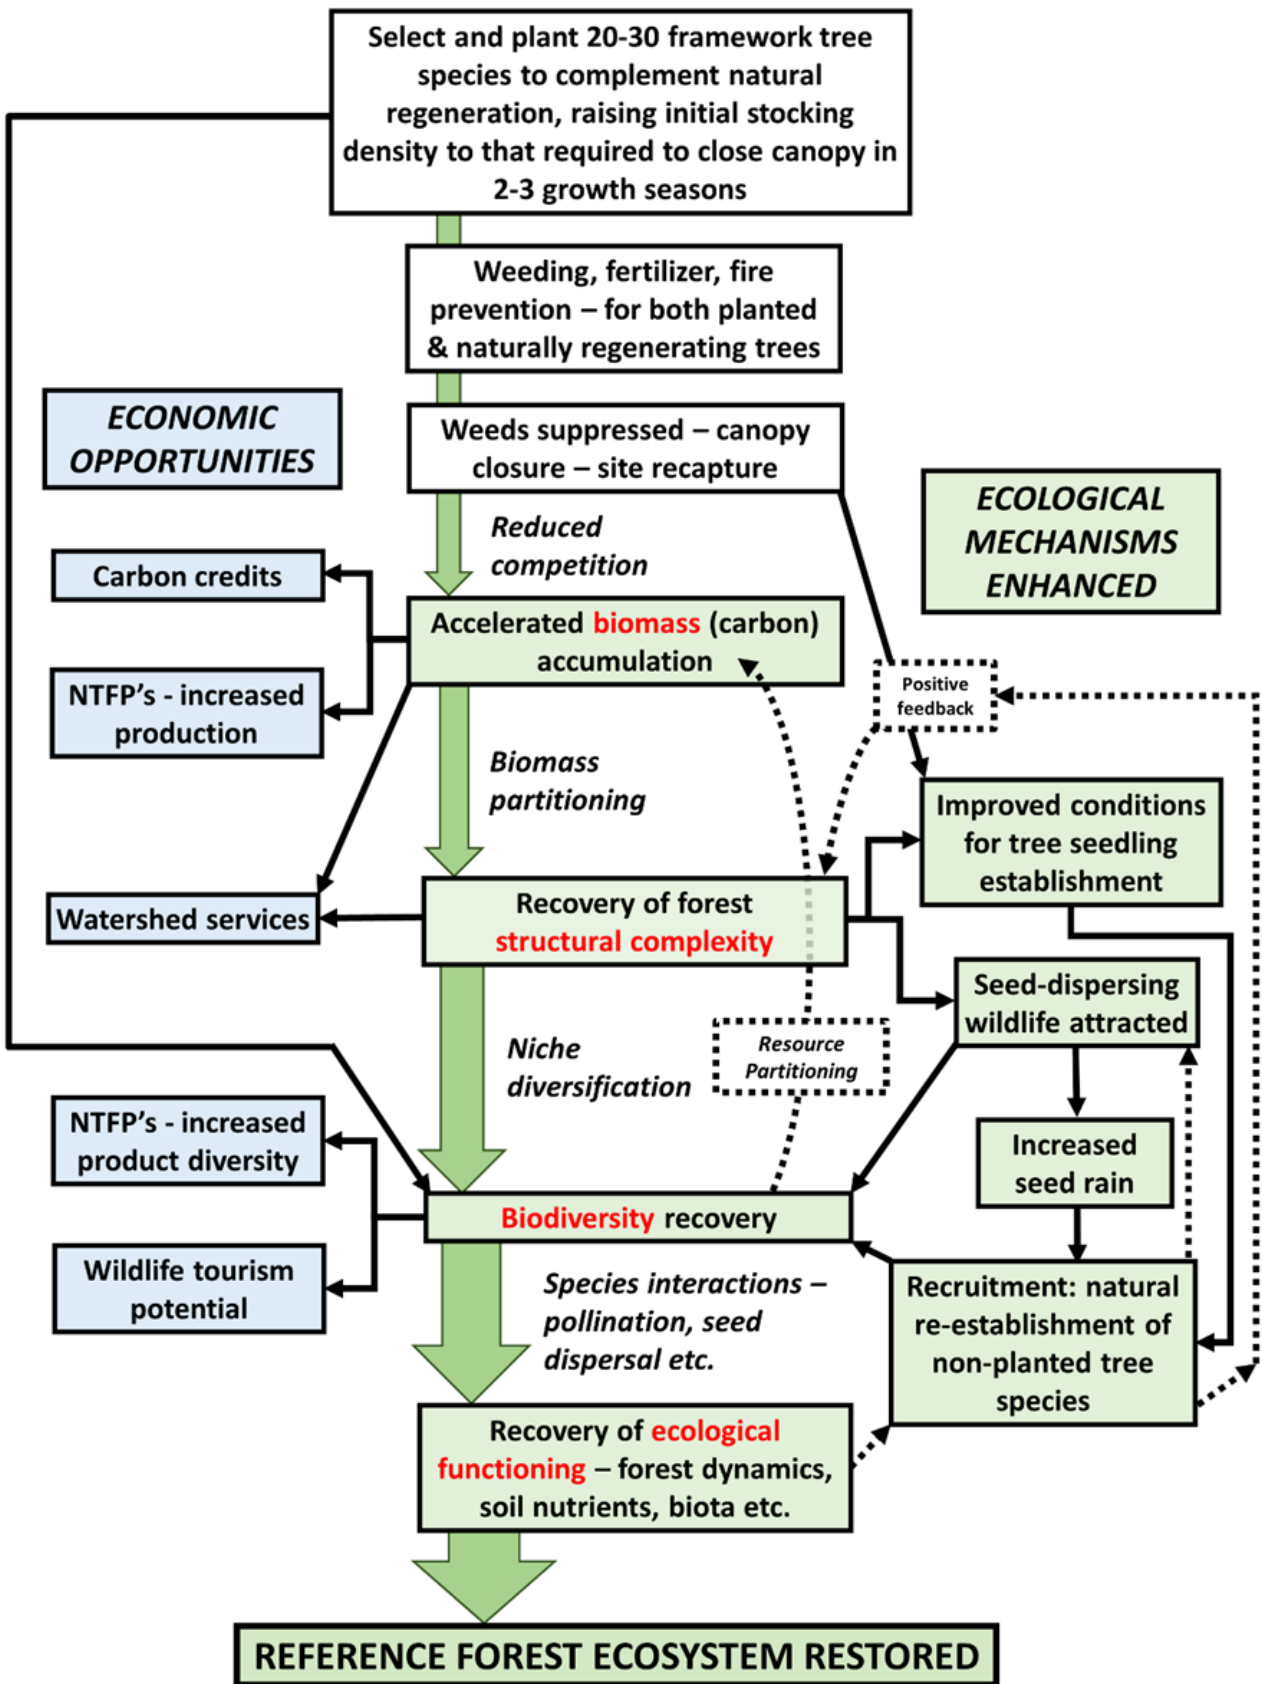 Select and plant 20-30 framework tree
species to complement natural
regeneration, raising initial stocking
density to that required to close canopy in
2-3 growth seasons
Weeding, fertilizer, fire
prevention – for both planted
& naturally regenerating trees
ECONOMIC
OPPORTUNITIES
Weeds suppressed – canopy
closure – site recapture
ECOLOGICAL
MECHANISMS
ENHANCED
Reduced
competition
Carbon credits
Accelerated biomass (carbon)
accumulation
NTFP's - increased
production
Positive
feedback
Biomass
partitioning
Improved conditions
for tree seedling
establishment
Watershed services
Recovery of forest
structural complexity
Seed-dispersing
wildlife attracted
Niche
diversification
Resource
Partitioning
NTFP's - increased
product diversity
Increased
seed rain
Biodiversity recovery
Wildlife tourism
potential
Species interactions –
pollination, seed
dispersal etc.
Recruitment: natural
re-establishment of
non-planted tree
species
Recovery of ecological
functioning – forest dynamics,
soil nutrients, biota etc.
REFERENCE FOREST ECOSYSTEM RESTORED